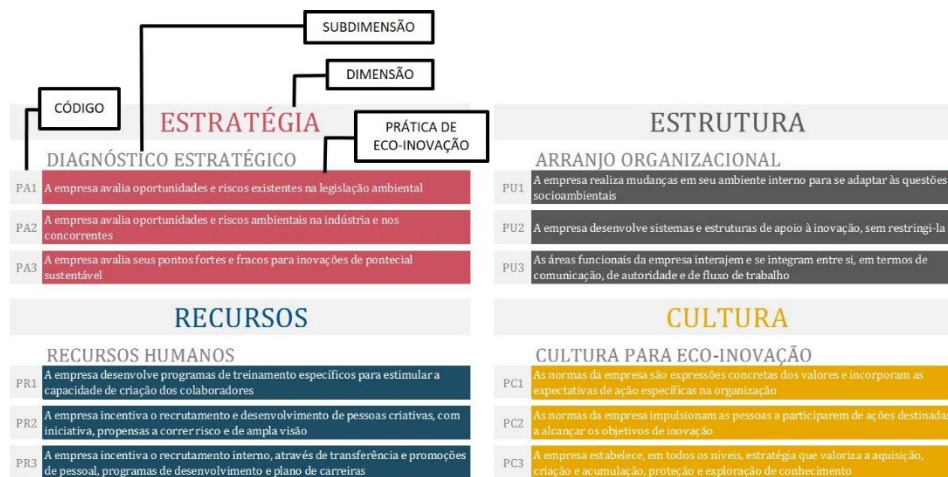 SUBDIMENSÃO
DIMENSÃO
CÓDIGO
PRÁTICA DE
ECO-INOVAÇÃO
ESTRATÉGIA
DIAGNÓSTICO ESTRATÉGICO
PA1 A empresa avalia oportunidades e riscos existentes na legislação ambiental
PA2 A empresa avalia oportunidades e riscos ambientais na indústria e nos
concorrentes
PA3 A empresa avalia seus pontos fortes e fracos para inovações de pontecial
sustentável
ESTRUTURA
ARRANJO ORGANIZACIONAL
PU1 A empresa realiza mudanças em seu ambiente interno para se adaptar às questões
socioambientais
PU2 A empresa desenvolve sistemas e estruturas de apoio à inovação, sem restringi-la
PU3 As áreas funcionais da empresa interajem e se integram entre si, em termos de
comunicação, de autoridade e de fluxo de trabalho
RECURSOS
RECURSOS HUMANOS
PR1 A empresa desenvolve programas de treinamento específicos para estimular a
capacidade de criação dos colaboradores
PR2 A empresa incentiva o recrutamento e desenvolvimento de pessoas criativas, com
iniciativa, propensas a correr risco e de ampla visão
PR3 A empresa incentiva o recrutamento interno, através de transferência e promoções
de pessoal, programas de desenvolvimento e plano de carreiras
CULTURA
CULTURA PARA ECO-INOVAÇÃO
PC1 As normas da empresa são expressões concretas dos valores e incorporam as
expectativas de ação específicas na organização
PC2 As normas da empresa impulsionam as pessoas a participarem de ações destinadas
a alcançar os objetivos de inovação
PC3 A empresa estabelece, em todos os níveis, estratégia que valoriza a aquisição,
criação e acumulação, proteção e exploração de conhecimento